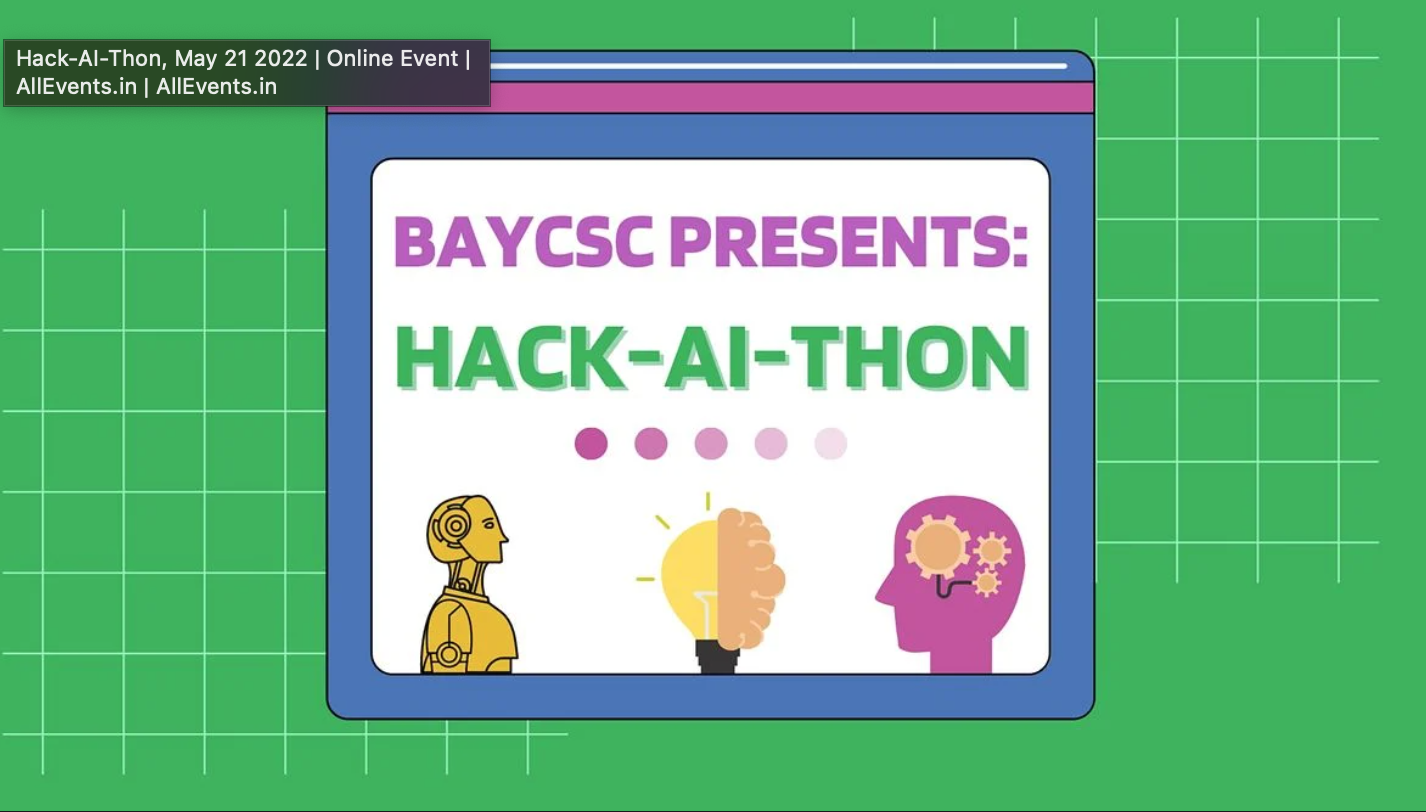 Hack-AI-Thon, May 21 2022 | Online Event |
AllEvents.in | AllEvents.in
BAYCSC PRESENTS:
HACK-AI-THON